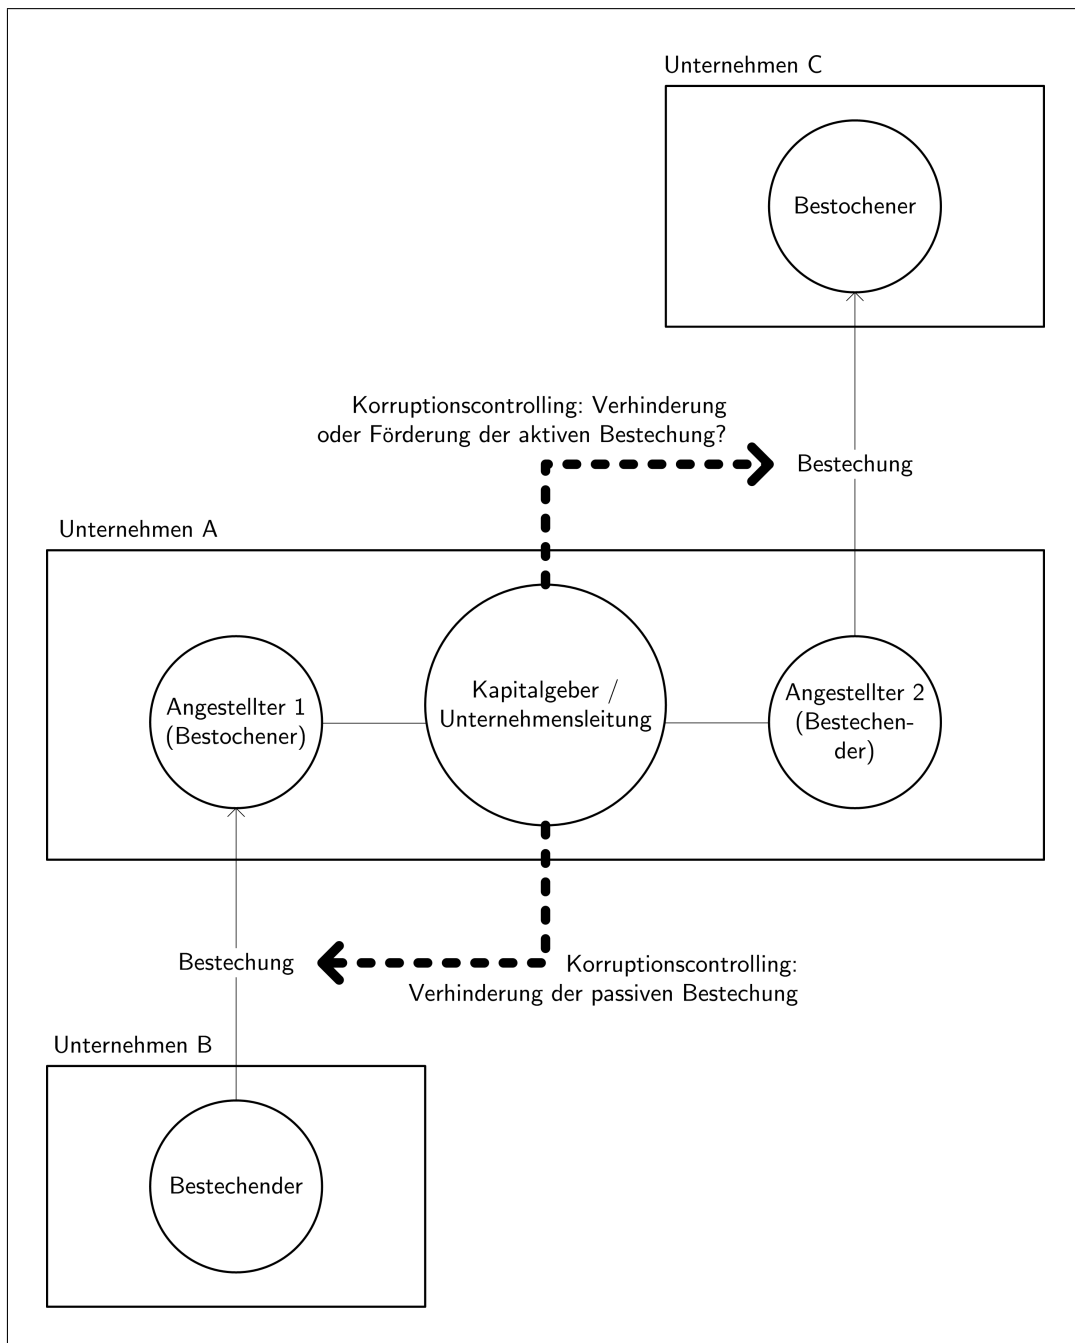 Unternehmen C
Bestochener
Korruptionscontrolling: Verhinderung
oder Förderung der aktiven Bestechung?
Bestechung
Unternehmen A
Angestellter 1
(Bestochener)
Kapitalgeber /
Unternehmensleitung
Angestellter 2
(Bestechen-
der)
Bestechung
Korruptionscontrolling:
Verhinderung der passiven Bestechung
Unternehmen B
Bestechender